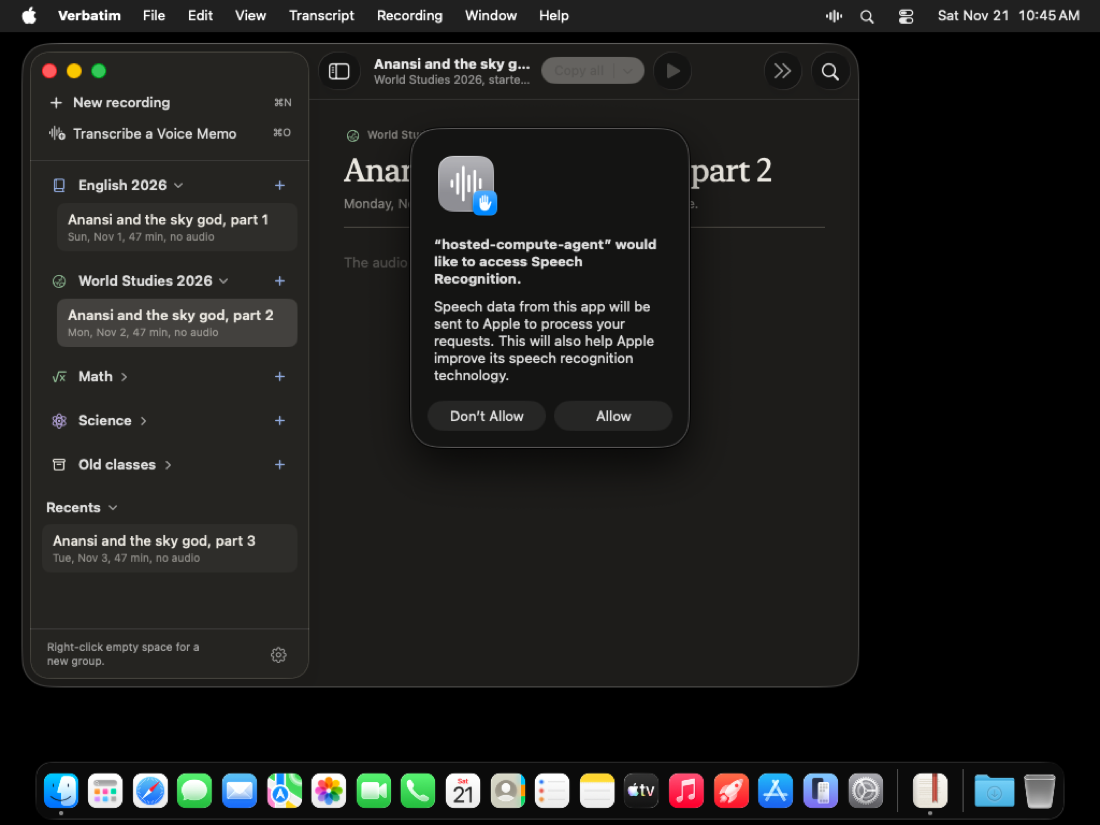 Verbatim File Edit View Transcript Recording Window Help Sat Nov 21 10:45 AM
New recording ⌘N
Transcribe a Voice Memo ⌘O
English 2026
Anansi and the sky god, part 1
Sun, Nov 1, 47 min, no audio
World Studies 2026
Anansi and the sky god, part 2
Mon, Nov 2, 47 min, no audio
Math
Science
Old classes
Recents
Anansi and the sky god, part 3
Tue, Nov 3, 47 min, no audio
Right-click empty space for a
new group.
Anansi and the sky g...
World Studies 2026, starte...
Copy all
World
part 2
Monday,
The audio
“hosted-compute-agent” would
like to access Speech
Recognition.
Speech data from this app will be
sent to Apple to process your
requests. This will also help Apple
improve its speech recognition
technology.
Don’t Allow Allow
Sat
21
tv